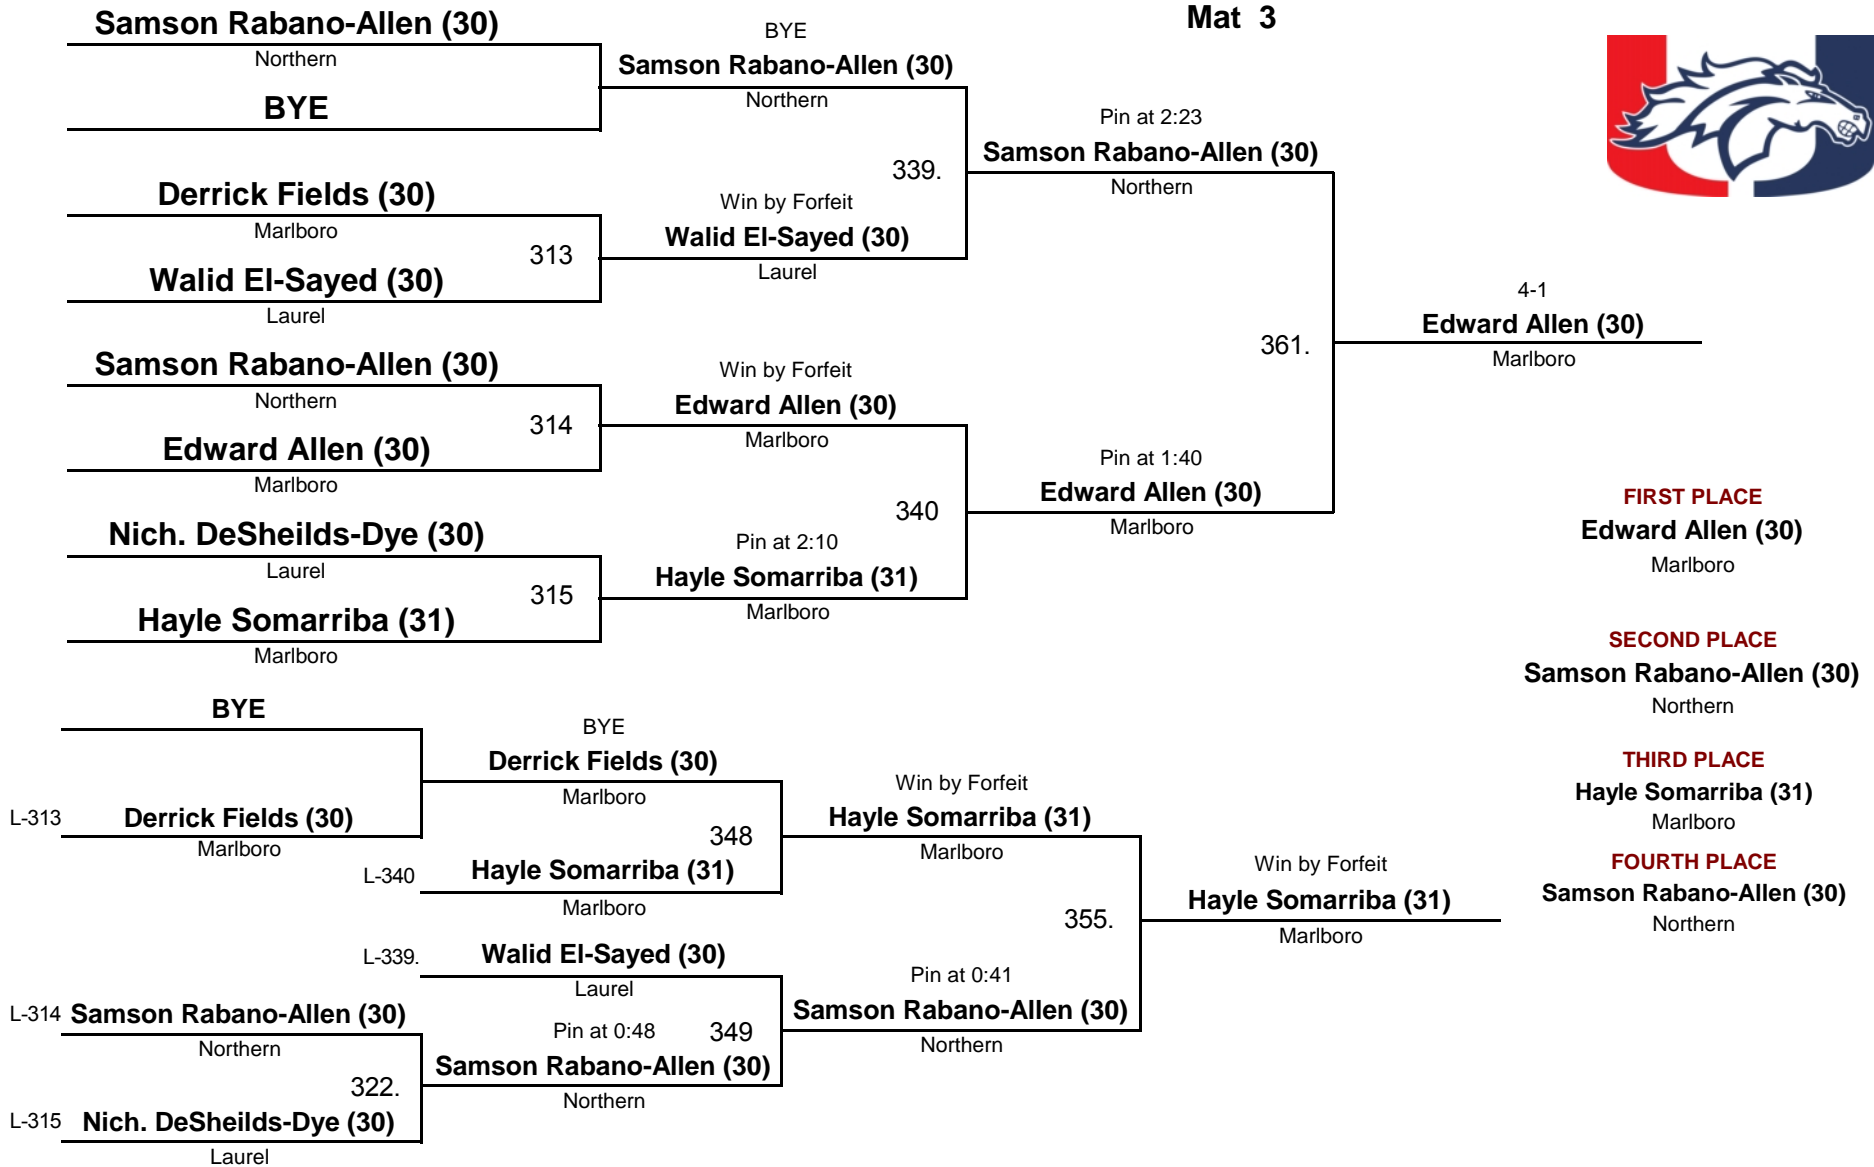 Mat 3
Samson Rabano-Allen (30)
Northern
BYE
BYE
Samson Rabano-Allen (30)
Northern
Derrick Fields (30)
Marlboro
313
Walid El-Sayed (30)
Laurel
Win by Forfeit
Walid El-Sayed (30)
Laurel
339.
Pin at 2:23
Samson Rabano-Allen (30)
Northern
Samson Rabano-Allen (30)
Northern
314
Edward Allen (30)
Marlboro
Win by Forfeit
Edward Allen (30)
Marlboro
Nich. DeSheilds-Dye (30)
Laurel
315
Hayle Somarriba (31)
Marlboro
Pin at 2:10
Hayle Somarriba (31)
Marlboro
340
Pin at 1:40
Edward Allen (30)
Marlboro
361.
4-1
Edward Allen (30)
Marlboro
FIRST PLACE
Edward Allen (30)
Marlboro
SECOND PLACE
Samson Rabano-Allen (30)
Northern
THIRD PLACE
Hayle Somarriba (31)
Marlboro
FOURTH PLACE
Samson Rabano-Allen (30)
Northern
BYE
L-313 Derrick Fields (30)
Marlboro
BYE
Derrick Fields (30)
Marlboro
348
L-340 Hayle Somarriba (31)
Marlboro
Win by Forfeit
Hayle Somarriba (31)
Marlboro
L-339. Walid El-Sayed (30)
Laurel
L-314 Samson Rabano-Allen (30)
Northern
322.
L-315 Nich. DeSheilds-Dye (30)
Laurel
Pin at 0:48
349
Samson Rabano-Allen (30)
Northern
Pin at 0:41
Samson Rabano-Allen (30)
Northern
355.
Win by Forfeit
Hayle Somarriba (31)
Marlboro